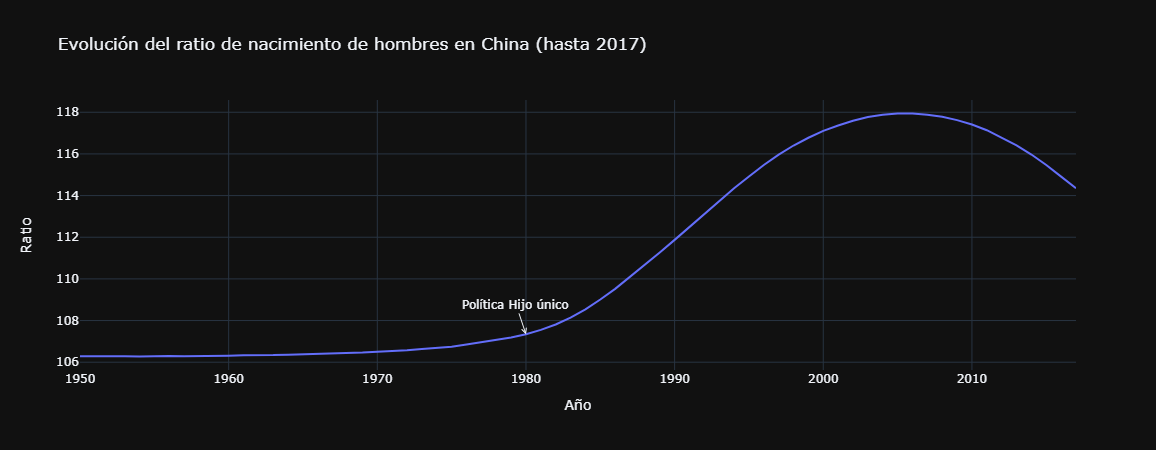 Evolución del ratio de nacimiento de hombres en China (hasta 2017)
118
116
114
112
110
108
106
Ratio
Política Hijo único
1950 1960 1970 1980 1990 2000 2010
Año